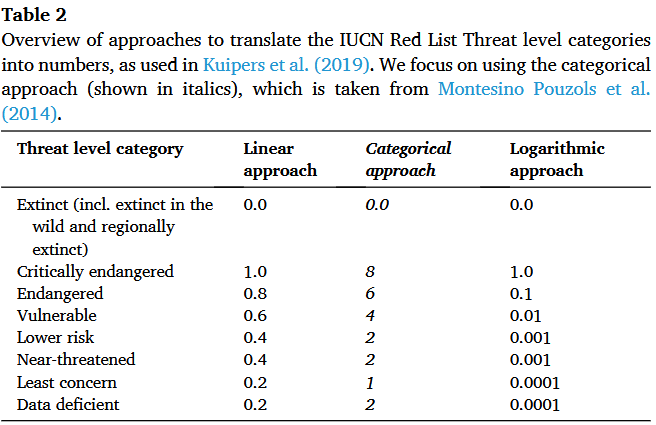 Table 2
Overview of approaches to translate the IUCN Red List Threat level categories
into numbers, as used in Kuipers et al. (2019). We focus on using the categorical
approach (shown in italics), which is taken from Montesino Pouzols et al.
(2014).
Threat level category Linear approach Categorical approach Logarithmic approach
Extinct (incl. extinct in the wild and regionally extinct) 0.0 0.0 0.0
Critically endangered 1.0 8 1.0
Endangered 0.8 6 0.1
Vulnerable 0.6 4 0.01
Lower risk 0.4 2 0.001
Near-threatened 0.4 2 0.001
Least concern 0.2 1 0.0001
Data deficient 0.2 2 0.0001